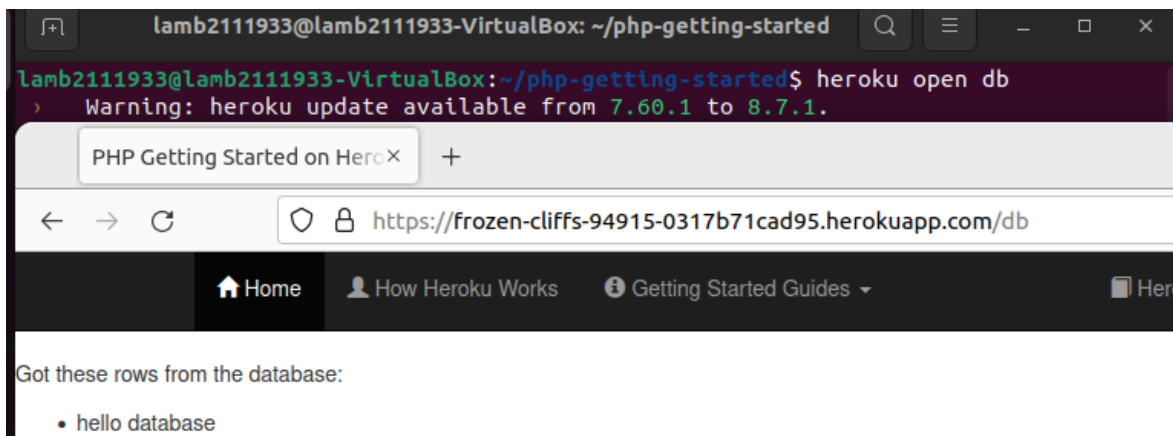 lamb2111933@lamb2111933-VirtualBox: ~/php-getting-started
lamb2111933@lamb2111933-VirtualBox:~/php-getting-started$ heroku open db
› Warning: heroku update available from 7.60.1 to 8.7.1.
PHP Getting Started on Hero
https://frozen-cliffs-94915-0317b71cad95.herokuapp.com/db
Home How Heroku Works Getting Started Guides Her
Got these rows from the database:
• hello database